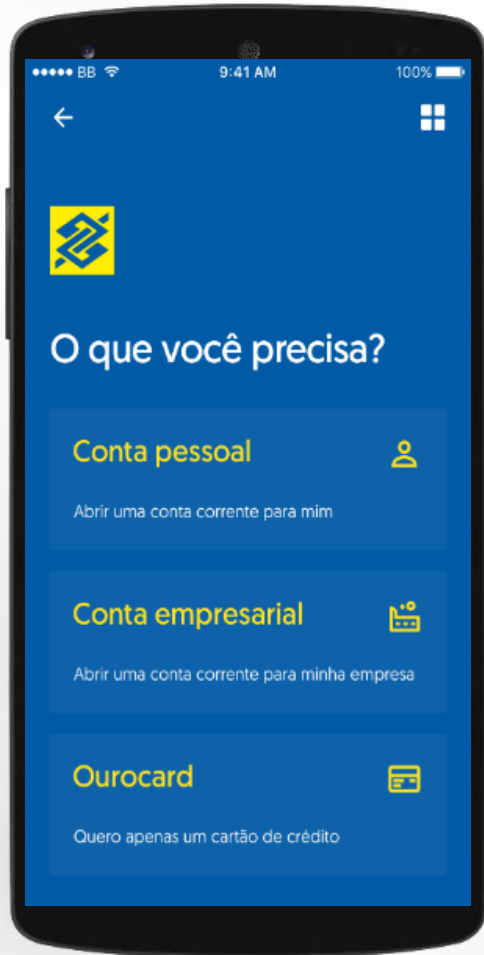 ●●●●● BB 9:41 AM 100%
O que você precisa?
Conta pessoal
Abrir uma conta corrente para mim
Conta empresarial
Abrir uma conta corrente para minha empresa
Ourocard
Quero apenas um cartão de crédito